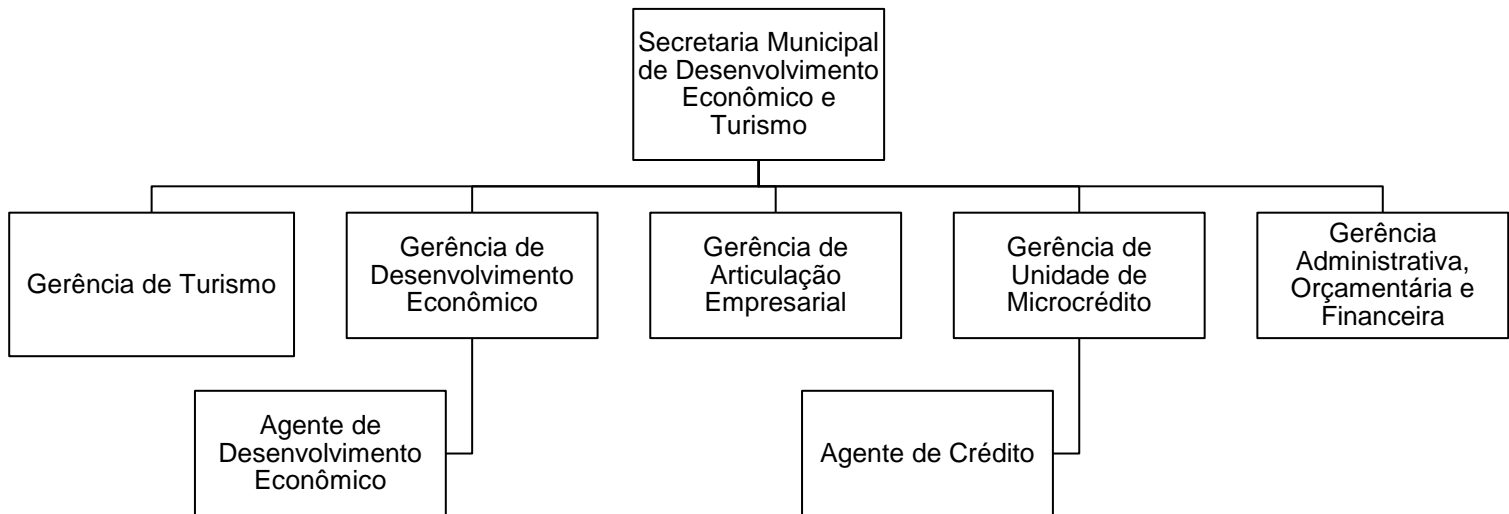 Secretaria Municipal
de Desenvolvimento
Econômico e
Turismo
Gerência de Turismo
Gerência de
Desenvolvimento
Econômico
Gerência de
Articulação
Empresarial
Gerência de
Unidade de
Microcrédito
Gerência
Administrativa,
Orçamentária e
Financeira
Agente de
Desenvolvimento
Econômico
Agente de Crédito